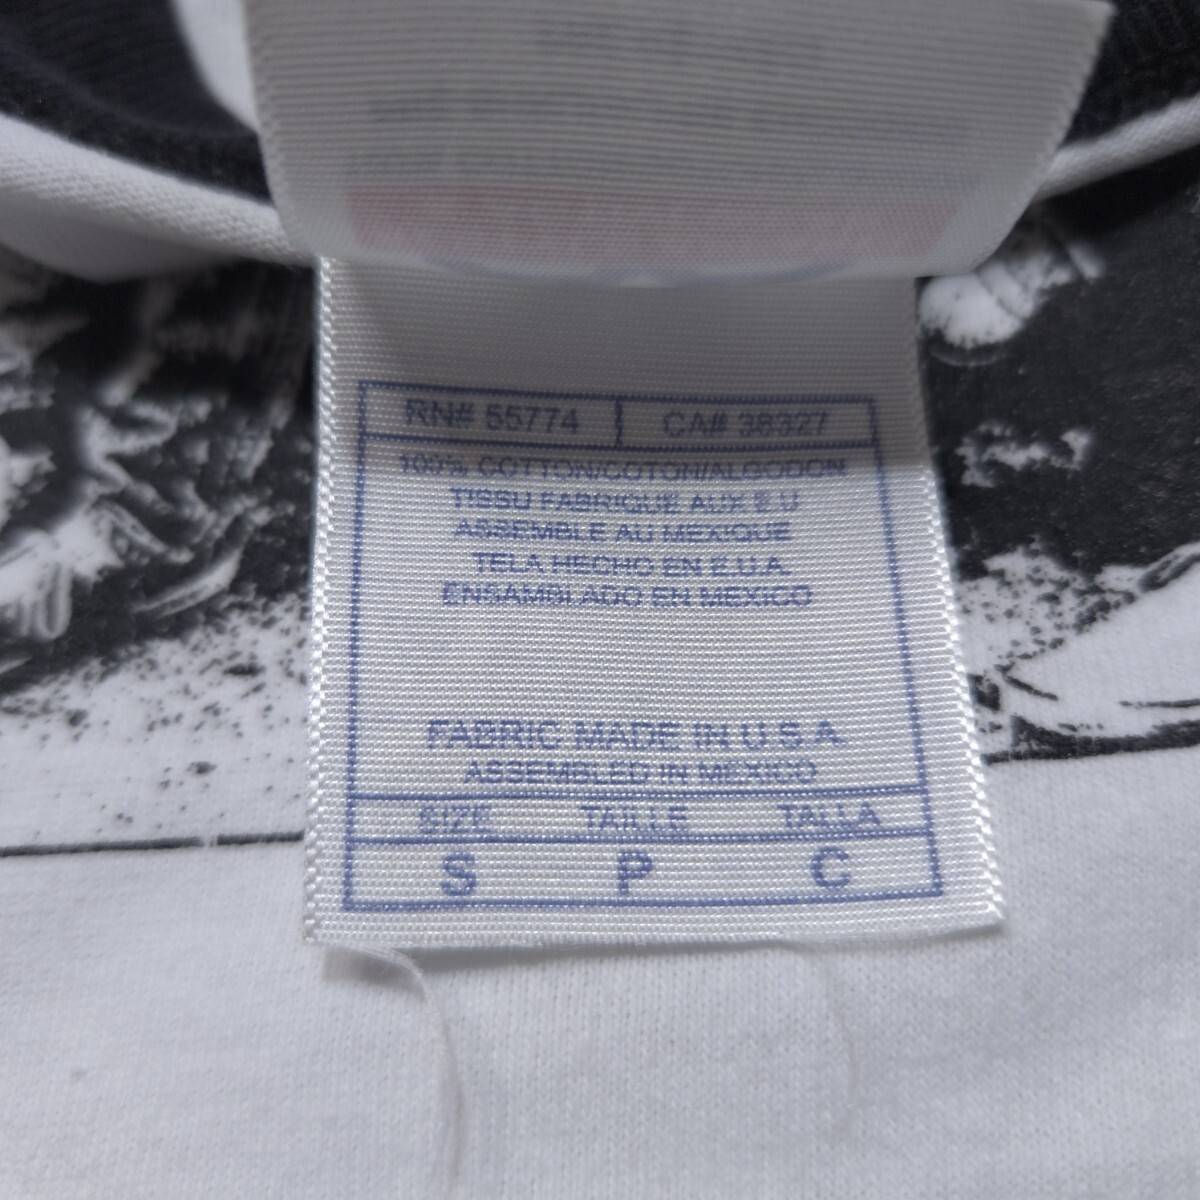 RN# 55774 CA# 38327
100% COTTON/COTON/ALGODON
TISSU FABRIQUE AUX E.U
ASSEMBLE AU MEXIQUE
TELA HECHO EN E.U.A.
ENSAMBLADO EN MEXICO
FABRIC MADE IN U.S.A.
ASSEMBLED IN MEXICO
SIZE TAILLE TALLA
S P C